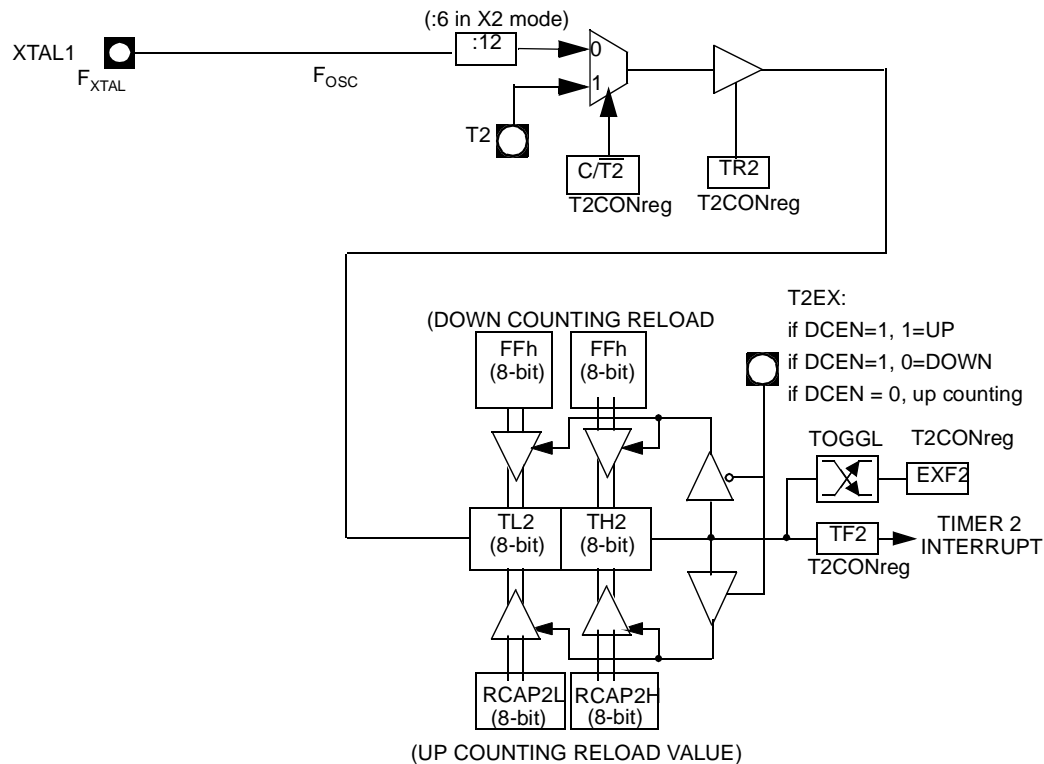 (:6 in X2 mode)
XTAL1
:12
0
F_XTAL
F_OSC
1
T2
C/T2̅
TR2
T2CONreg
T2CONreg
T2EX:
(DOWN COUNTING RELOAD
if DCEN=1, 1=UP
FFh
(8-bit)
FFh
(8-bit)
if DCEN=1, 0=DOWN
if DCEN = 0, up counting
TOGGL
T2CONreg
EXF2
TL2
(8-bit)
TH2
(8-bit)
TF2
TIMER 2
INTERRUPT
T2CONreg
RCAP2L
(8-bit)
RCAP2H
(8-bit)
(UP COUNTING RELOAD VALUE)